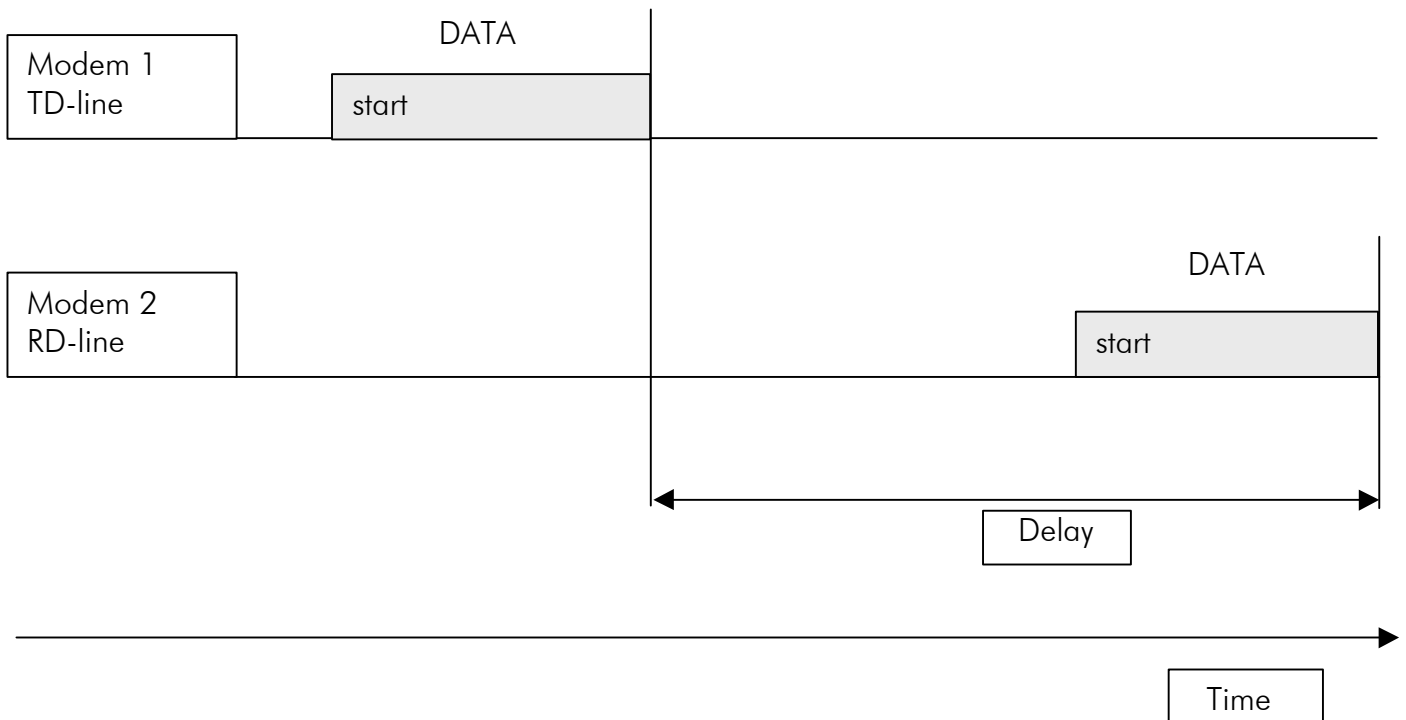 DATA
Modem 1
TD-line
start
DATA
Modem 2
RD-line
start
Delay
Time